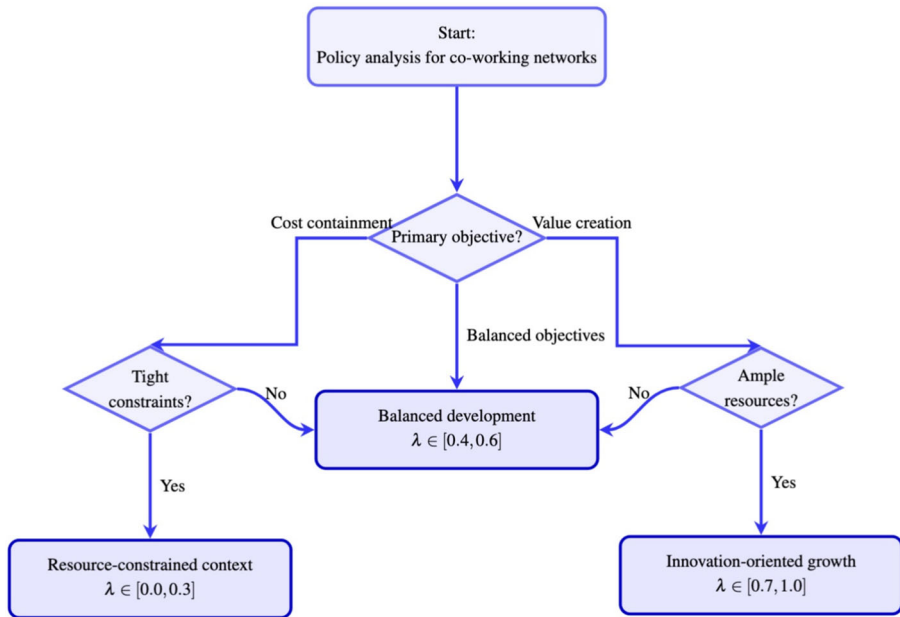 Start:
Policy analysis for co-working networks
Cost containment
Primary objective?
Value creation
Balanced objectives
Tight
constraints?
No
Balanced development
λ ∈ [0.4, 0.6]
No
Ample
resources?
Yes
Yes
Resource-constrained context
λ ∈ [0.0, 0.3]
Innovation-oriented growth
λ ∈ [0.7, 1.0]